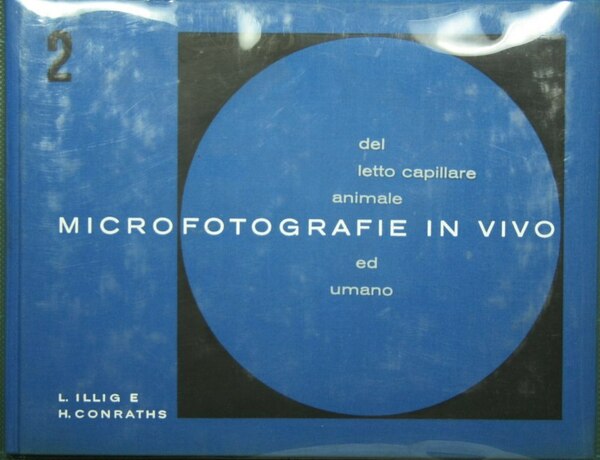 2
del
letto capillare
animale
MICROFOTOGRAFIE IN VIVO
ed
umano
L. ILLIG E
H. CONRATHS